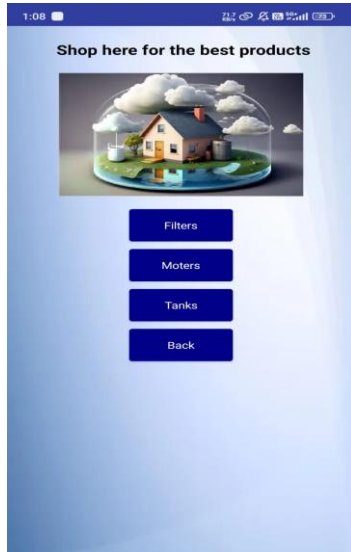 1:08
Shop here for the best products
Filters
Moters
Tanks
Back